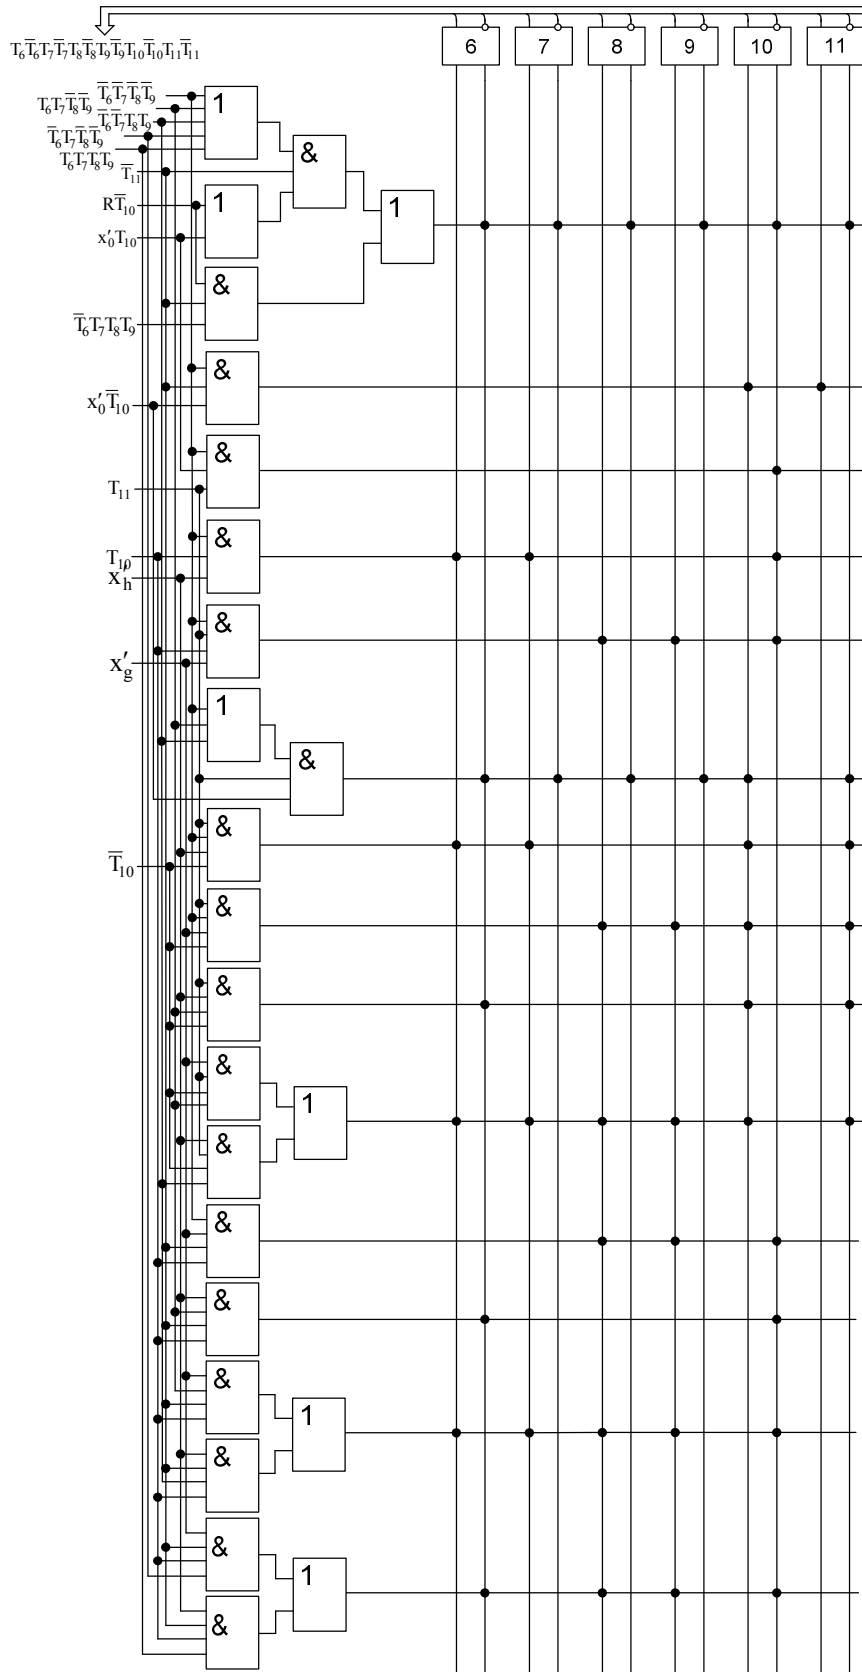 6 7 8 9 10 11
T₆T̅₆T₇T̅₇T₈T̅₈T₉T̅₉T₁₀T̅₁₀T₁₁T̅₁₁
T̅₆T̅₇T̅₈T̅₉
T₆T₇T̅₈T̅₉
T̅₆T̅₇T₈T₉
T̅₆T₇T̅₈T̅₉
T₆T₇T₈T₉
1
&
T̅₁₁
RT̅₁₀
1
1
x′₀T₁₀
&
T̅₆T₇T₈T₉
&
x′₀T̅₁₀
&
T₁₁
&
T₁₀
x′h
&
x′g
1
&
&
T̅₁₀
&
&
&
1
&
&
&
&
1
&
&
1
&